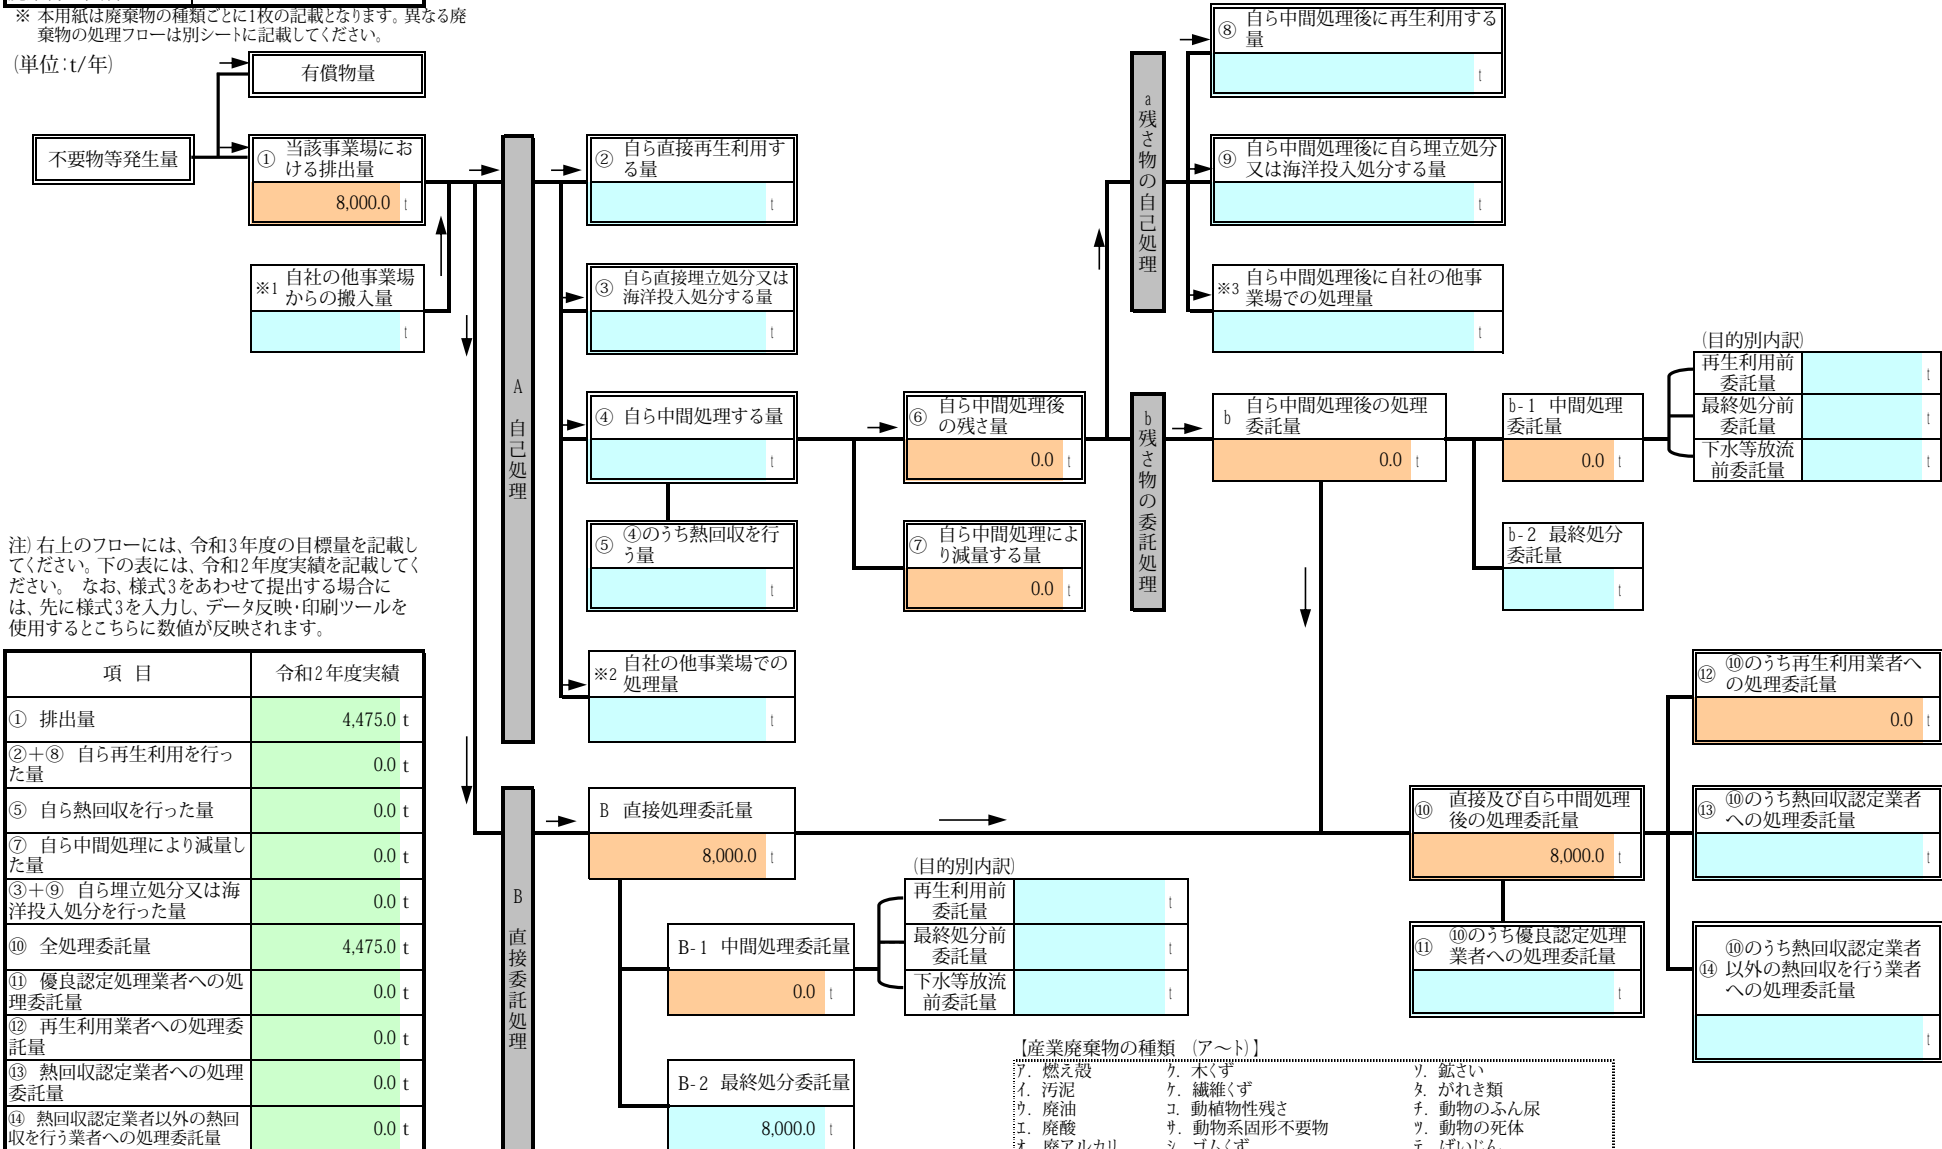 ※ 本用紙は廃棄物の種類ごとに1枚の記載となります。異なる廃
棄物の処理フローは別シートに記載してください。
(単位:t/年)
有償物量
不要物等発生量
① 当該事業場にお
ける排出量
8,000.0 t
※1 自社の他事業場
からの搬入量
t
A 自己処理
② 自ら直接再生利用す
る量
t
③ 自ら直接埋立処分又は
海洋投入処分する量
t
④ 自ら中間処理する量
t
⑤ ④のうち熱回収を行
う量
t
※2 自社の他事業場での
処理量
t
⑥ 自ら中間処理後
の残さ量
0.0 t
⑦ 自ら中間処理によ
り減量する量
0.0 t
a 残さ物の自己処理
⑧ 自ら中間処理後に再生利用する
量
t
⑨ 自ら中間処理後に自ら埋立処分
又は海洋投入処分する量
t
※3 自ら中間処理後に自社の他事
業場での処理量
t
b 残さ物の委託処理
b 自ら中間処理後の処理
委託量
0.0 t
b-1 中間処理
委託量
0.0 t
(目的別内訳)
再生利用前
委託量
t
最終処分前
委託量
t
下水等放流
前委託量
t
b-2 最終処分
委託量
t
注) 右上のフローには、令和3年度の目標量を記載し
てください。下の表には、令和2年度実績を記載してく
ださい。 なお、様式3をあわせて提出する場合に
は、先に様式3を入力し、データ反映・印刷ツールを
使用するとこちらに数値が反映されます。
項 目 令和2年度実績
① 排出量 4,475.0 t
②+⑧ 自ら再生利用を行っ
た量
0.0 t
⑤ 自ら熱回収を行った量 0.0 t
⑦ 自ら中間処理により減量し
た量
0.0 t
③+⑨ 自ら埋立処分又は海
洋投入処分を行った量
0.0 t
⑩ 全処理委託量 4,475.0 t
⑪ 優良認定処理業者への処
理委託量
0.0 t
⑫ 再生利用業者への処理委
託量
0.0 t
⑬ 熱回収認定業者への処理
委託量
0.0 t
⑭ 熱回収認定業者以外の熱回
収を行う業者への処理委託量
0.0 t
B 直接委託処理
B 直接処理委託量
8,000.0 t
B-1 中間処理委託量
0.0 t
(目的別内訳)
再生利用前
委託量
t
最終処分前
委託量
t
下水等放流
前委託量
t
B-2 最終処分委託量
8,000.0 t
⑩ 直接及び自ら中間処理
後の処理委託量
8,000.0 t
⑪ ⑩のうち優良認定処理
業者への処理委託量
t
⑫ ⑩のうち再生利用業者へ
の処理委託量
0.0 t
⑬ ⑩のうち熱回収認定業者
への処理委託量
t
⑭ ⑩のうち熱回収認定業者
以外の熱回収を行う業者
への処理委託量
t
【産業廃棄物の種類 (ア～ト)】
ア. 燃え殻 ク. 木くず ソ. 鉱さい
イ. 汚泥 ケ. 繊維くず タ. がれき類
ウ. 廃油 コ. 動植物性残さ チ. 動物のふん尿
エ. 廃酸 サ. 動物系固形不要物 ツ. 動物の死体
オ. 廃アルカリ シ. ゴムくず テ. ばいじん